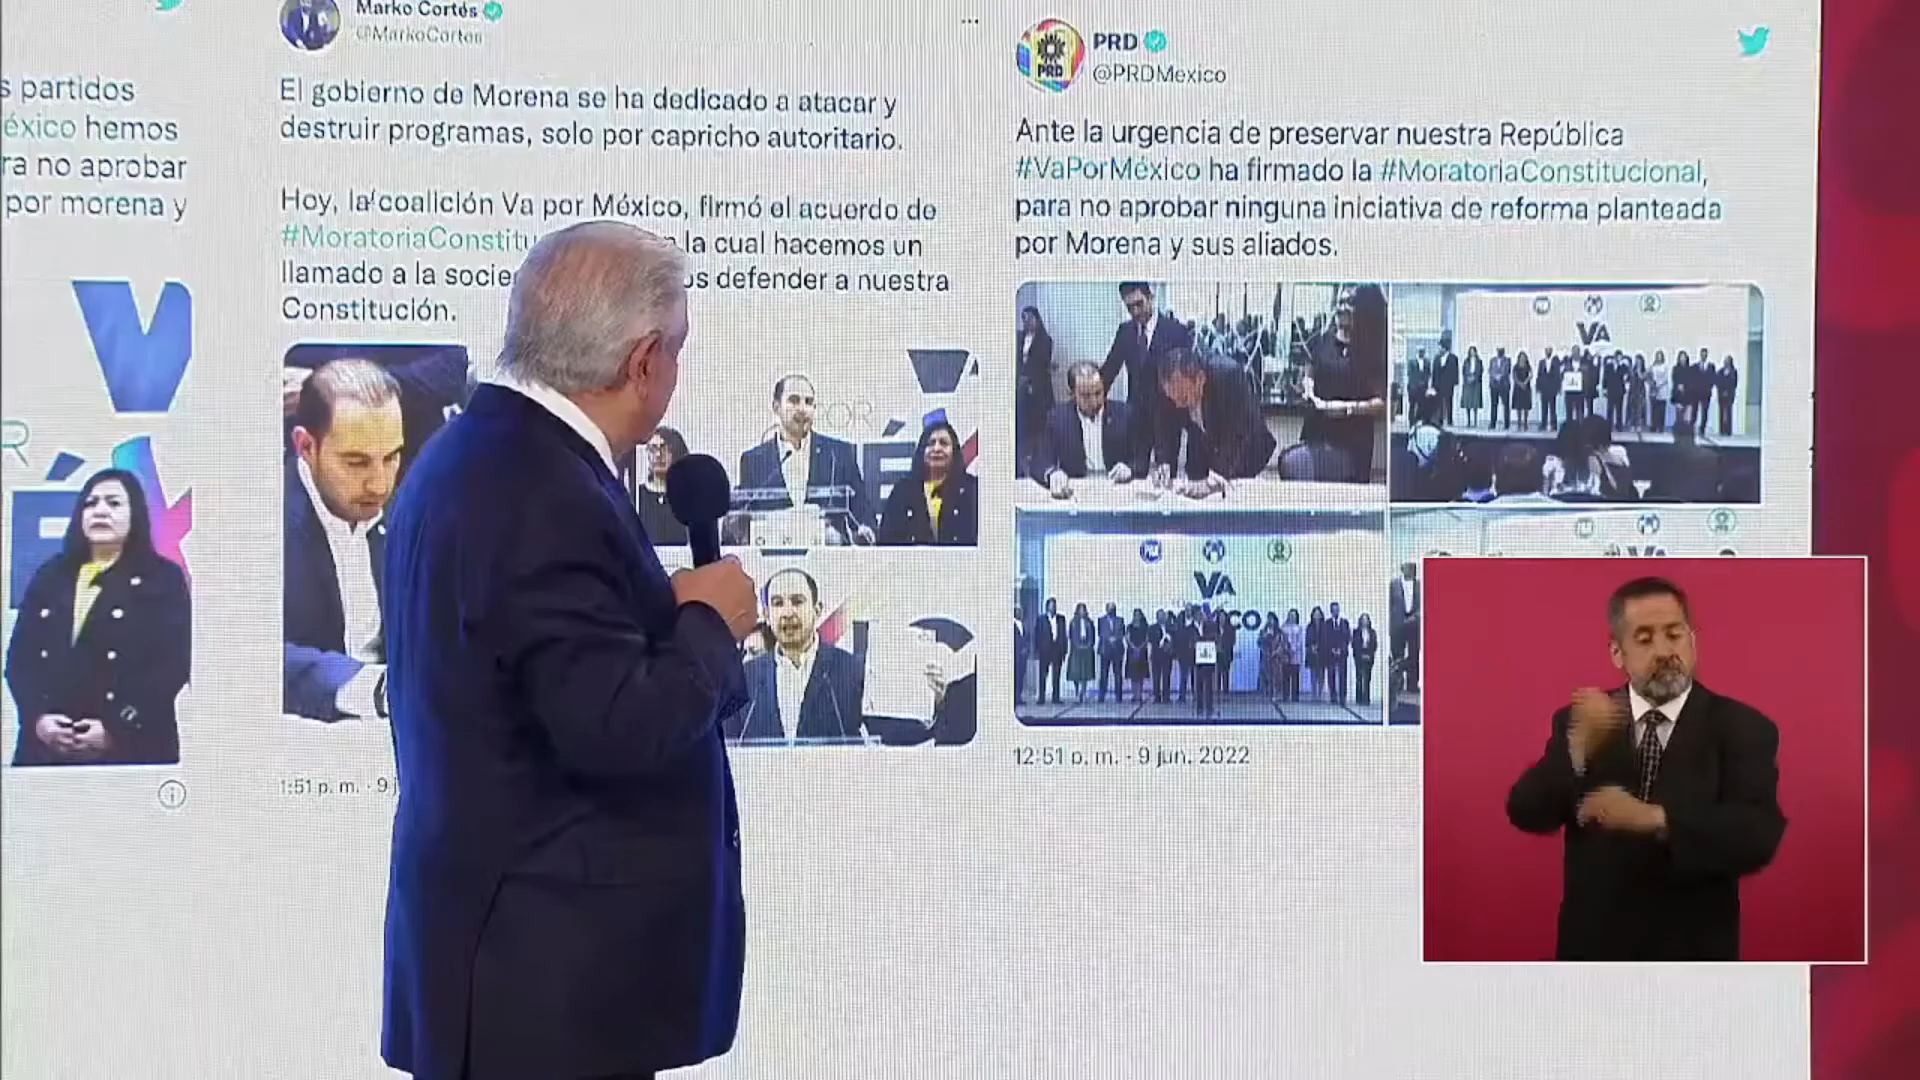 s partidos
éxico hemos
ra no aprobar
por morena y
Marko Cortés
@MarkoCortes
El gobierno de Morena se ha dedicado a atacar y
destruir programas, solo por capricho autoritario.
Hoy, la coalición Va por México, firmó el acuerdo de
#MoratoriaConstitu la cual hacemos un
llamado a la socie os defender a nuestra
Constitución.
1:51 p. m. · 9 j
PRD
@PRDMexico
PRD
Ante la urgencia de preservar nuestra República
#VaPorMéxico ha firmado la #MoratoriaConstitucional,
para no aprobar ninguna iniciativa de reforma planteada
por Morena y sus aliados.
VA
VA
CO
12:51 p. m. · 9 jun. 2022